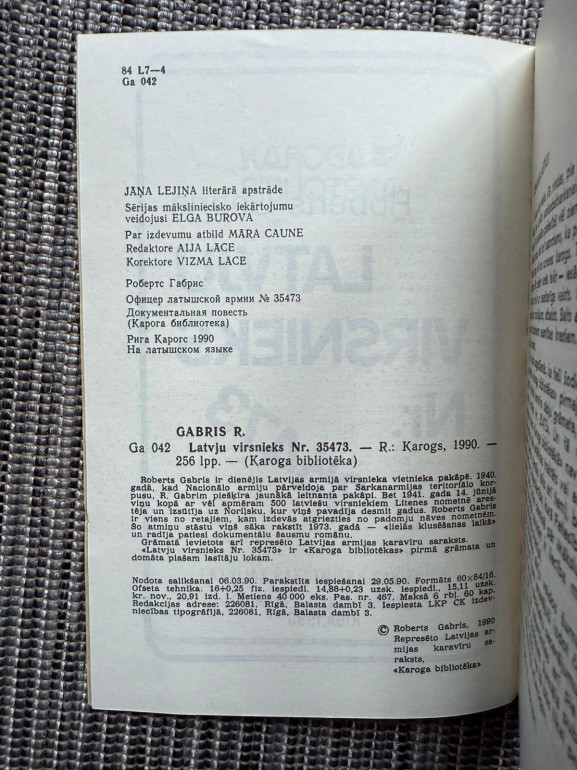 84 L7—4
Ga 042
JĀŅA LEJIŅA literārā apstrāde
Sērijas māksliniecisko iekārtojumu
veidojusi ELGA BUROVA
Par izdevumu atbild MĀRA CAUNE
Redaktore AIJA LĀCE
Korektore VIZMA LĀCE
Робертс Габрис
Офицер латышской армии № 35473
Документальная повесть
(Карога библиотека)
Рига Карогс 1990
На латышском языке
GABRIS R.
Ga 042 Latvju virsnieks Nr. 35473. — R.: Karogs, 1990. —
256 lpp. — (Karoga bibliotēka)
Roberts Gabris ir dienējis Latvijas armijā virsnieka vietnieka pakāpē. 1940.
gadā, kad Nacionālo armiju pārveidoja par Sarkanarmijas teritoriālo kor-
pusu, R. Gabrim piešķīra jaunākā leitnanta pakāpi. Bet 1941. gada 14. jūnijā
viņu kopā ar vēl apmēram 500 latviešu virsniekiem Litenes nometnē ares-
tēja un izsūtīja uz Noriļsku, kur viņš pavadīja desmit gadus. Roberts Gabris
ir viens no retajiem, kam izdevās atgriezties no padomju nāves nometnēm.
Šo atmiņu stāstu viņš sāka rakstīt 1973. gadā — «lielās klusēšanas laikā»
un radīja patiesi dokumentālu šausmu romānu.
Grāmatā ievietots arī represēto Latvijas armijas karavīru saraksts.
«Latvju virsnieks Nr. 35473» ir «Karoga bibliotēkas» pirmā grāmata un
domāta plašam lasītāju lokam.
Nodota salikšanai 06.03.90. Parakstīta iespiešanai 29.05.90. Formāts 60×84/16.
Ofseta tehnika. 16+0,25 fiz. iespiedl. 14,88+0,23 uzsk. iespiedl., 15,11 uzsk.
kr. nov., 20,91 izd. l. Metiens 40 000 eks. Pas. nr. 467. Maksā 6 rbļ. 60 kap.
Redakcijas adrese: 226081, Rīgā, Balasta dambī 3. Iespiesta LKP CK izdev-
niecības tipogrāfijā, 226081, Rīgā, Balasta dambī 3.
© Roberts Gabris, 1990
Represēto Latvijas ar-
mijas karavīru sa-
raksts,
«Karoga bibliotēka»